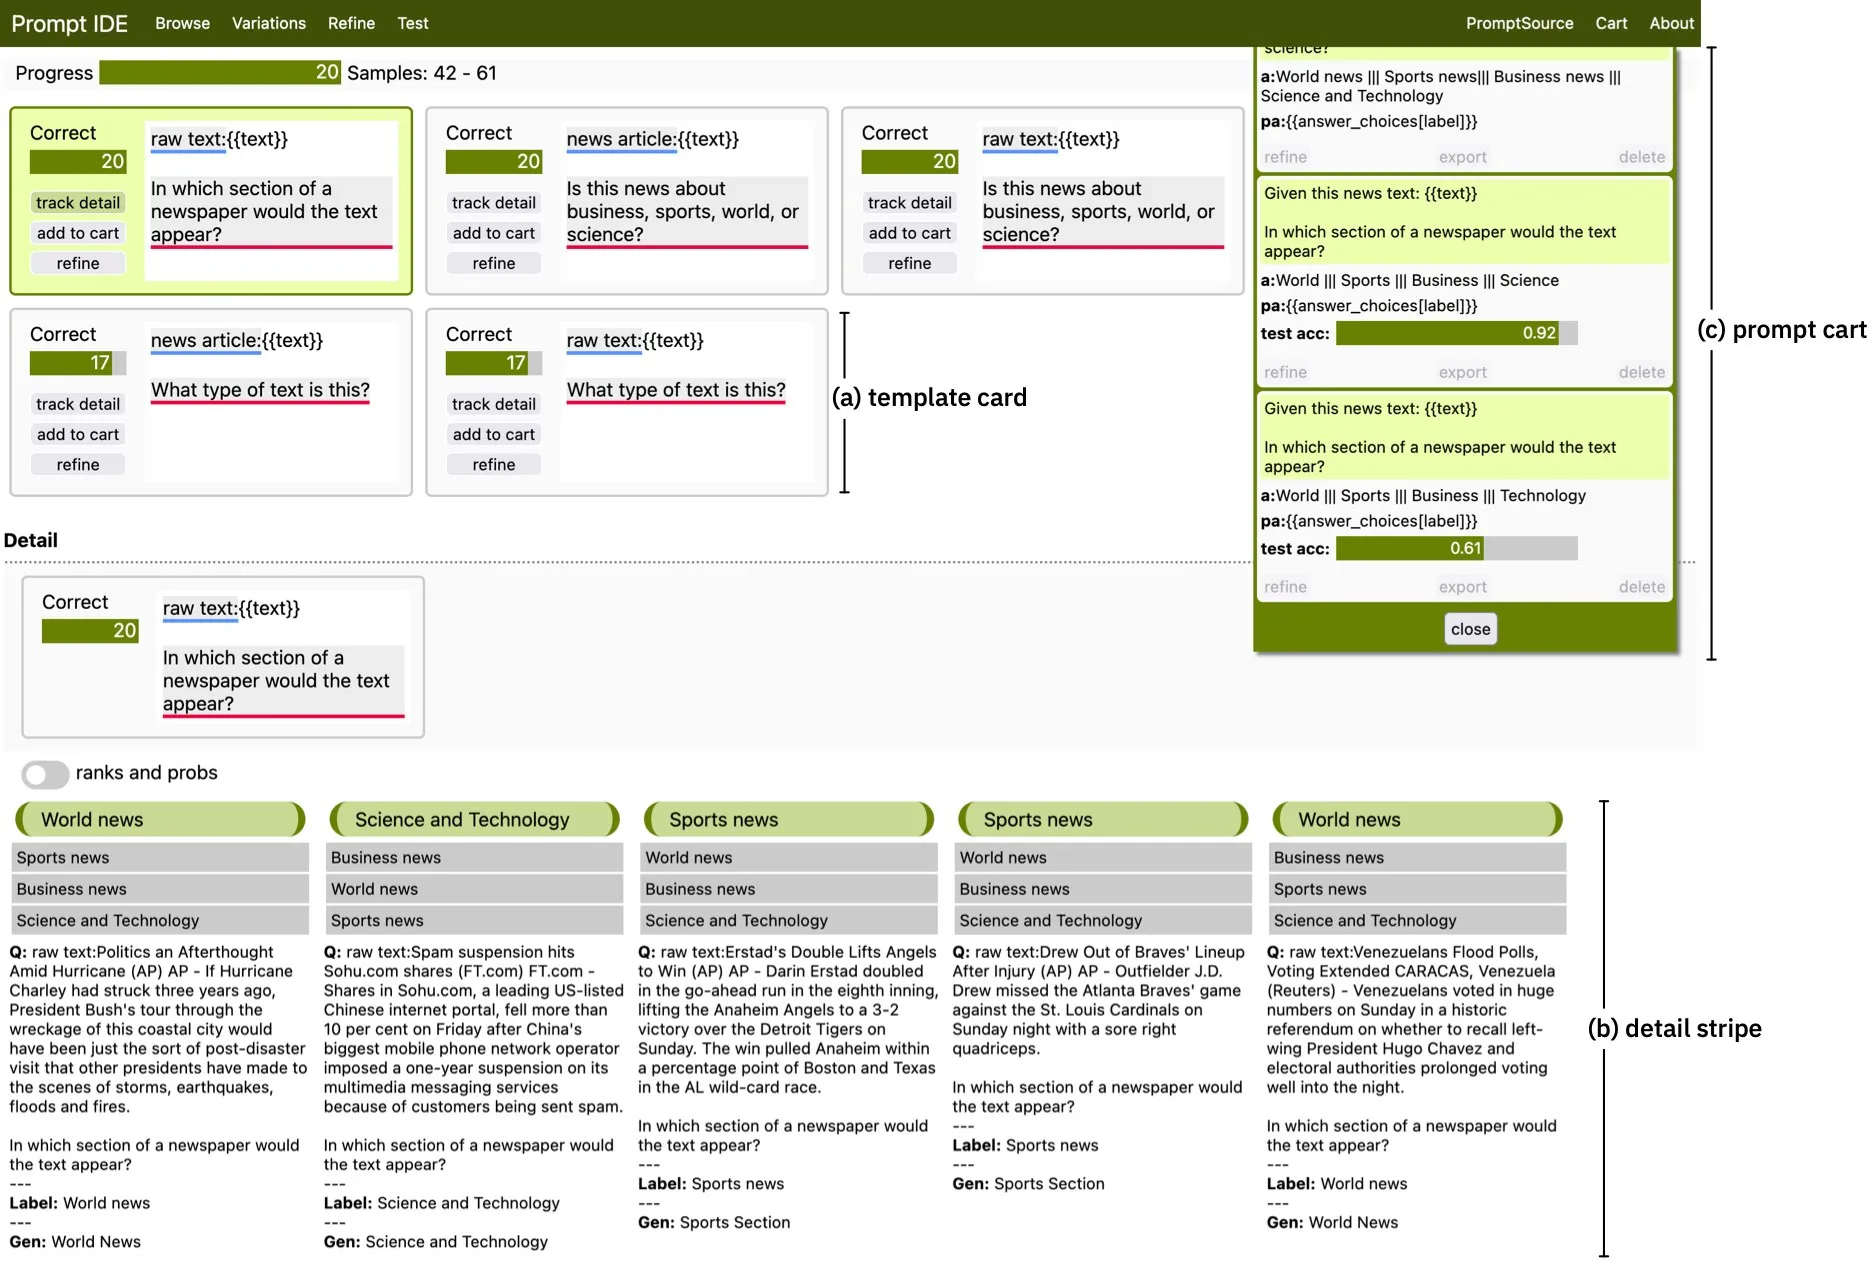 Prompt IDE Browse Variations Refine Test PromptSource Cart About
Progress 20 Samples: 42 - 61
Correct
20
track detail
add to cart
refine
raw text:{{text}}
In which section of a
newspaper would the text
appear?
Correct
20
track detail
add to cart
refine
news article:{{text}}
Is this news about
business, sports, world, or
science?
Correct
20
track detail
add to cart
refine
raw text:{{text}}
Is this news about
business, sports, world, or
science?
Correct
17
track detail
add to cart
refine
news article:{{text}}
What type of text is this?
Correct
17
track detail
add to cart
refine
raw text:{{text}}
What type of text is this?
(a) template card
science?
a:World news ||| Sports news||| Business news |||
Science and Technology
pa:{{answer_choices[label]}}
refine export delete
Given this news text: {{text}}
In which section of a newspaper would the text
appear?
a:World ||| Sports ||| Business ||| Science
pa:{{answer_choices[label]}}
test acc: 0.92
refine export delete
Given this news text: {{text}}
In which section of a newspaper would the text
appear?
a:World ||| Sports ||| Business ||| Technology
pa:{{answer_choices[label]}}
test acc: 0.61
refine export delete
close
(c) prompt cart
Detail
Correct
20
raw text:{{text}}
In which section of a
newspaper would the text
appear?
ranks and probs
World news
Sports news
Business news
Science and Technology
Q: raw text:Politics an Afterthought
Amid Hurricane (AP) AP - If Hurricane
Charley had struck three years ago,
President Bush's tour through the
wreckage of this coastal city would
have been just the sort of post-disaster
visit that other presidents have made to
the scenes of storms, earthquakes,
floods and fires.
In which section of a newspaper would
the text appear?
---
Label: World news
---
Gen: World News
Science and Technology
Business news
World news
Sports news
Q: raw text:Spam suspension hits
Sohu.com shares (FT.com) FT.com -
Shares in Sohu.com, a leading US-listed
Chinese internet portal, fell more than
10 per cent on Friday after China's
biggest mobile phone network operator
imposed a one-year suspension on its
multimedia messaging services
because of customers being sent spam.
In which section of a newspaper would
the text appear?
---
Label: Science and Technology
---
Gen: Science and Technology
Sports news
World news
Business news
Science and Technology
Q: raw text:Erstad's Double Lifts Angels
to Win (AP) AP - Darin Erstad doubled
in the go-ahead run in the eighth inning,
lifting the Anaheim Angels to a 3-2
victory over the Detroit Tigers on
Sunday. The win pulled Anaheim within
a percentage point of Boston and Texas
in the AL wild-card race.
In which section of a newspaper would
the text appear?
---
Label: Sports news
---
Gen: Sports Section
Sports news
World news
Business news
Science and Technology
Q: raw text:Drew Out of Braves' Lineup
After Injury (AP) AP - Outfielder J.D.
Drew missed the Atlanta Braves' game
against the St. Louis Cardinals on
Sunday night with a sore right
quadriceps.
In which section of a newspaper would
the text appear?
---
Label: Sports news
---
Gen: Sports Section
World news
Business news
Sports news
Science and Technology
Q: raw text:Venezuelans Flood Polls,
Voting Extended CARACAS, Venezuela
(Reuters) - Venezuelans voted in huge
numbers on Sunday in a historic
referendum on whether to recall left-
wing President Hugo Chavez and
electoral authorities prolonged voting
well into the night.
In which section of a newspaper would
the text appear?
---
Label: World news
---
Gen: World News
(b) detail stripe